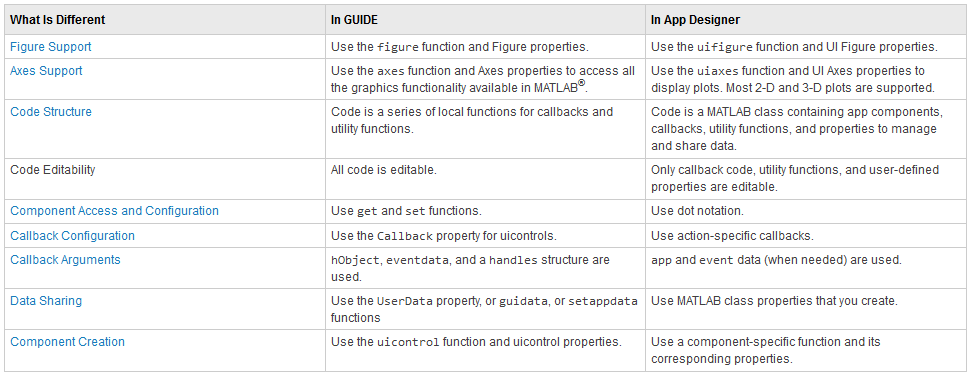 What Is Different In GUIDE In App Designer
Figure Support Use the figure function and Figure properties. Use the uifigure function and UI Figure properties.
Axes Support Use the axes function and Axes properties to access all Use the uiaxes function and UI Axes properties to
the graphics functionality available in MATLAB®. display plots. Most 2-D and 3-D plots are supported.
Code Structure Code is a series of local functions for callbacks and Code is a MATLAB class containing app components,
utility functions. callbacks, utility functions, and properties to manage
and share data.
Code Editability All code is editable. Only callback code, utility functions, and user-defined
properties are editable.
Component Access and Configuration Use get and set functions. Use dot notation.
Callback Configuration Use the Callback property for uicontrols. Use action-specific callbacks.
Callback Arguments hObject, eventdata, and a handles structure are app and event data (when needed) are used.
used.
Data Sharing Use the UserData property, or guidata, or setappdata Use MATLAB class properties that you create.
functions
Component Creation Use the uicontrol function and uicontrol properties. Use a component-specific function and its
corresponding properties.